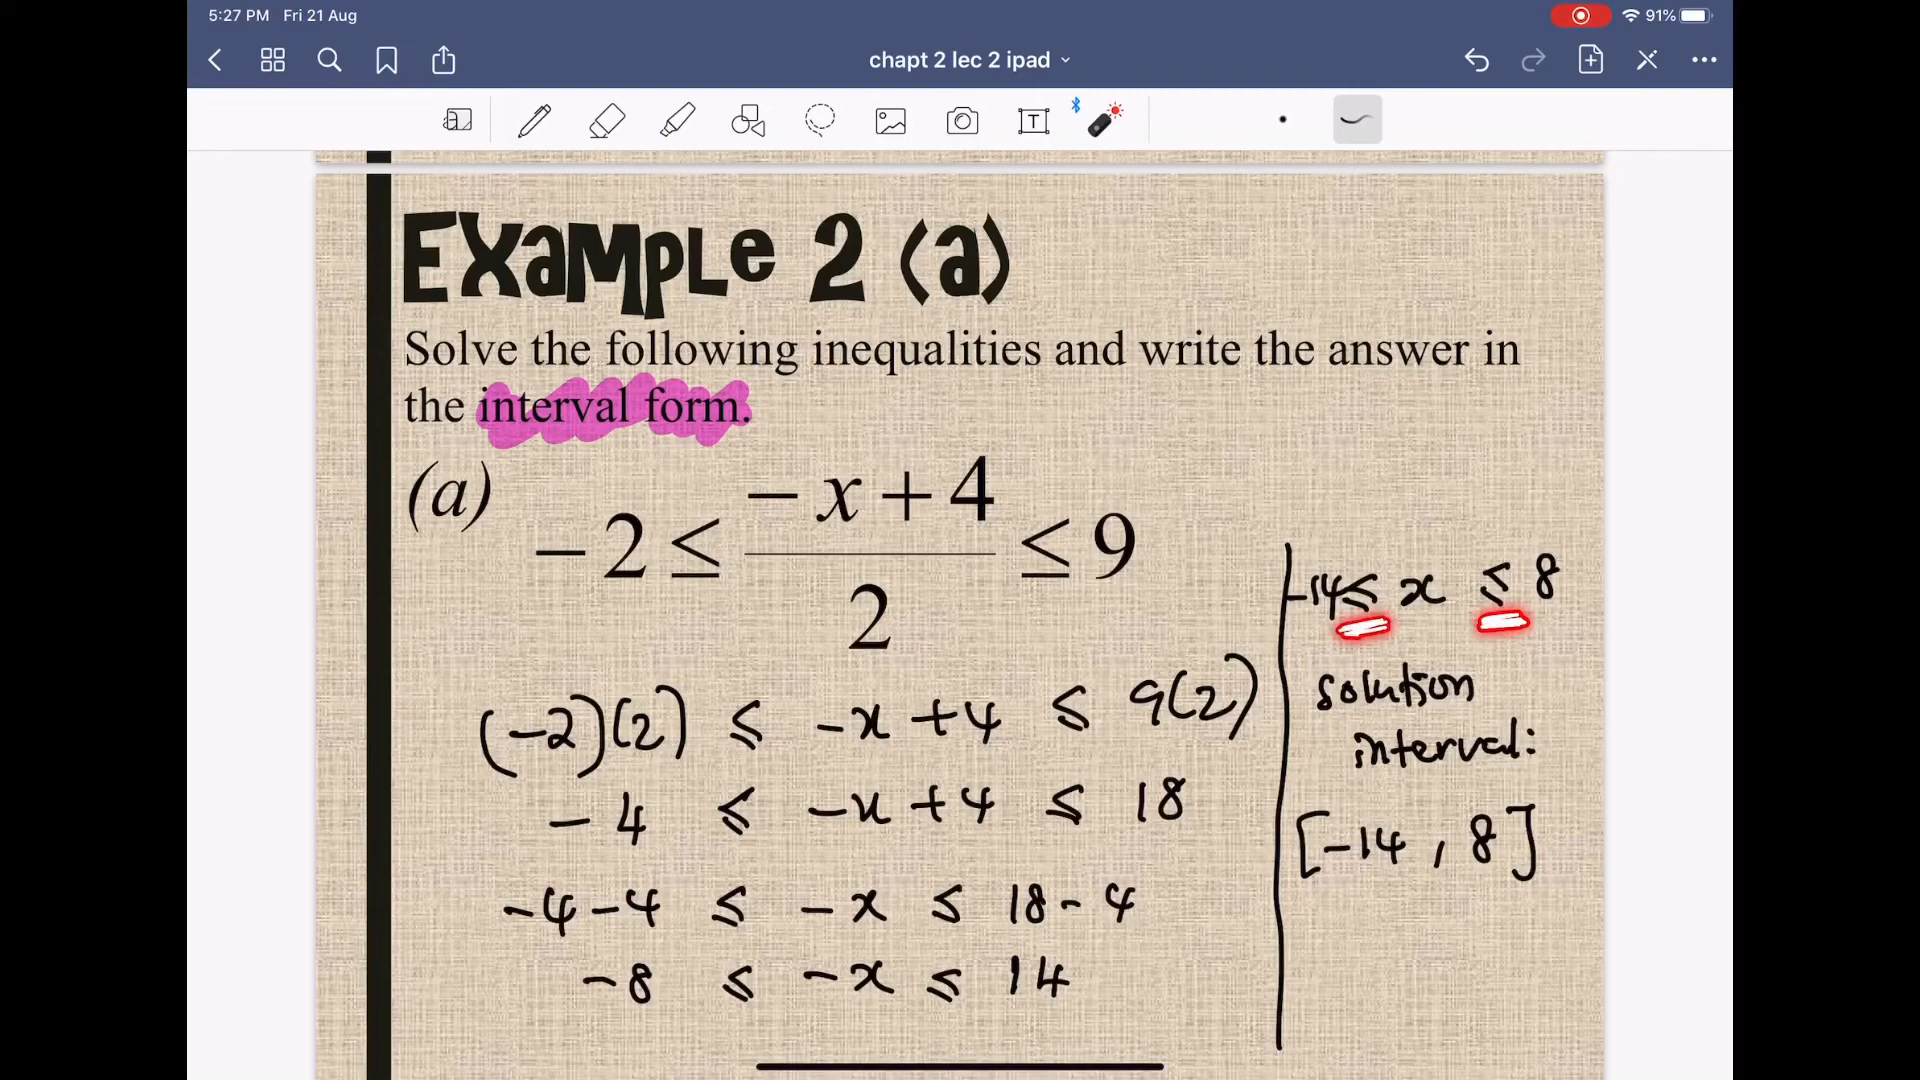 5:27 PM Fri 21 Aug
91%
chapt 2 lec 2 ipad
Example 2 (a)
Solve the following inequalities and write the answer in
the interval form.
(a) −2 ≤ (−x + 4)/2 ≤ 9
(−2)(2) ≤ −x + 4 ≤ 9(2)
−4 ≤ −x + 4 ≤ 18
−4 − 4 ≤ −x ≤ 18 − 4
−8 ≤ −x ≤ 14
−14 ≤ x ≤ 8
solution
interval:
[−14, 8]